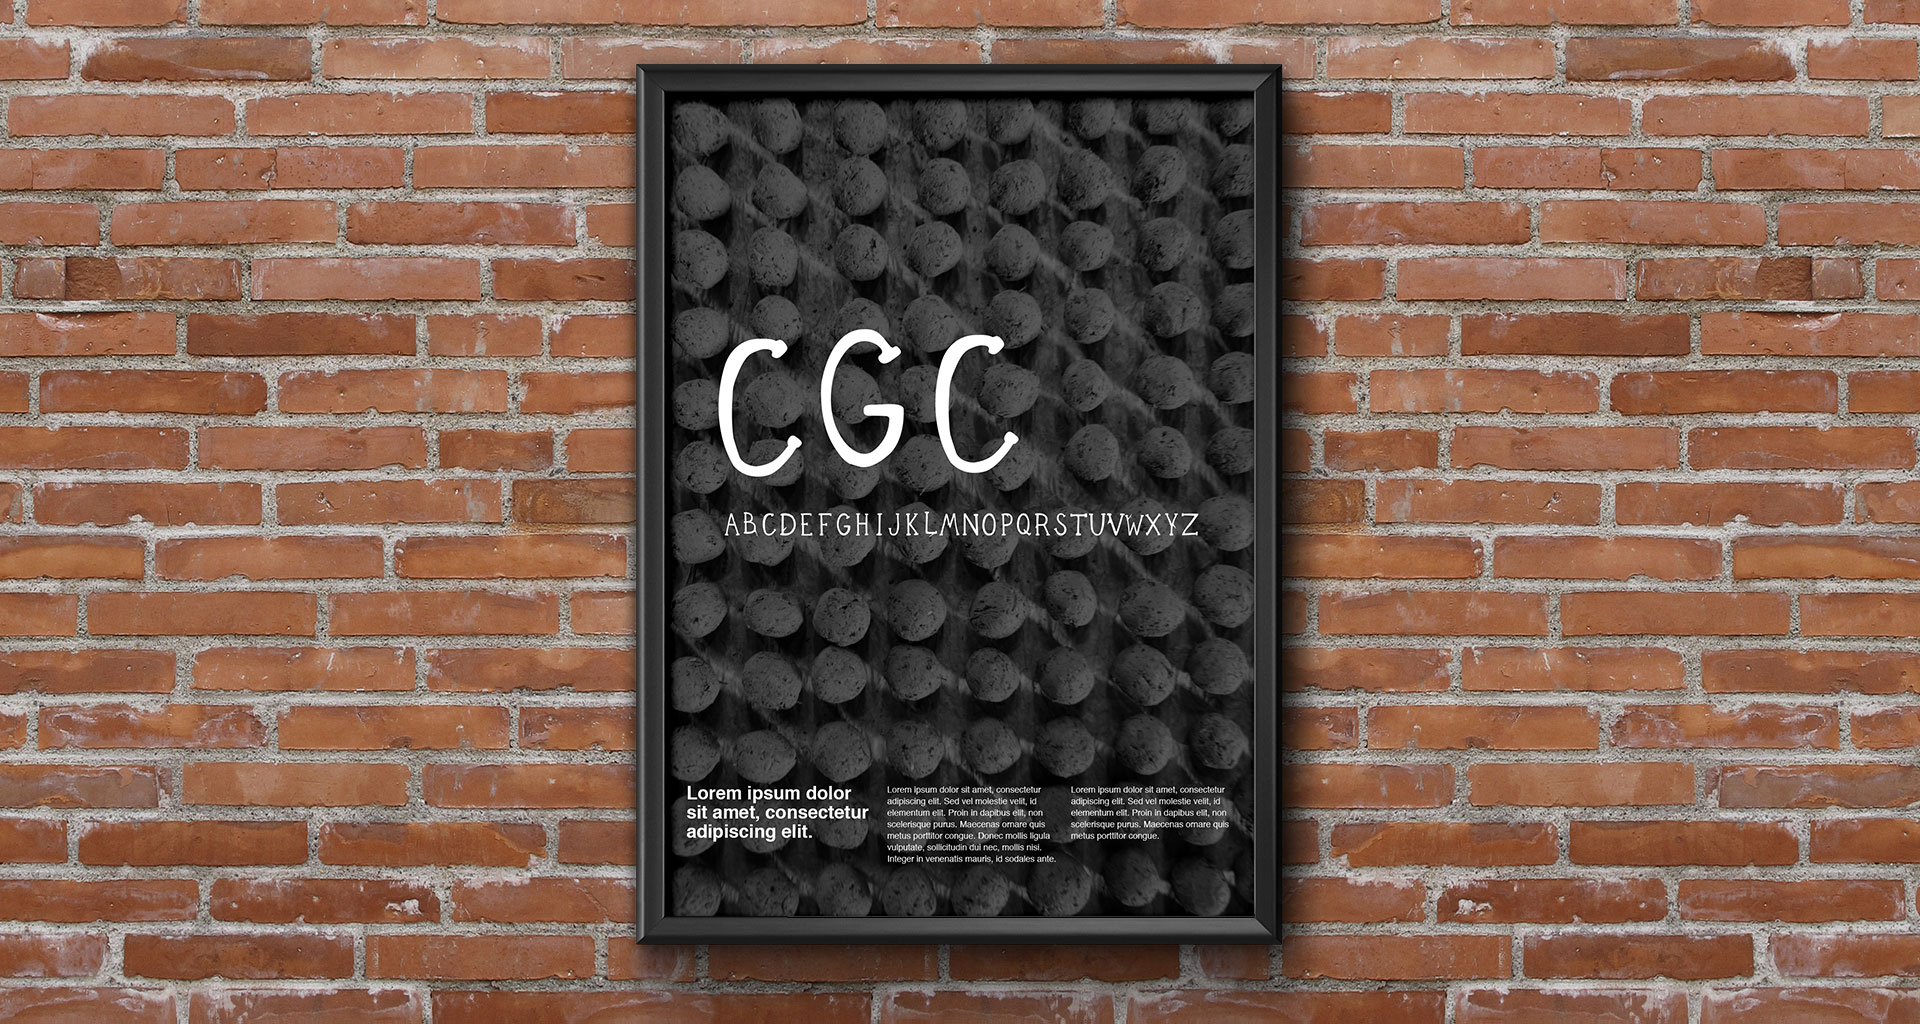 CGC
ABCDEFGHIJKLMNOPQRSTUVWXYZ
Lorem ipsum dolor
sit amet, consectetur
adipiscing elit.
Lorem ipsum dolor sit amet, consectetur
adipiscing elit. Sed vel molestie velit, id
elementum velit. Proin in dapibus elit, non
scelerisque purus. Maecenas ornare quis
metus porttitor congue. Donec mollis ligula
vulputate, sollicitudin dui nec, mollis nisi.
Integer in venenatis mauris, id sodales ante.
Lorem ipsum dolor sit amet, consectetur
adipiscing elit. Sed vel molestie velit, id
elementum velit. Proin in dapibus elit, non
scelerisque purus. Maecenas ornare quis
metus porttitor congue.